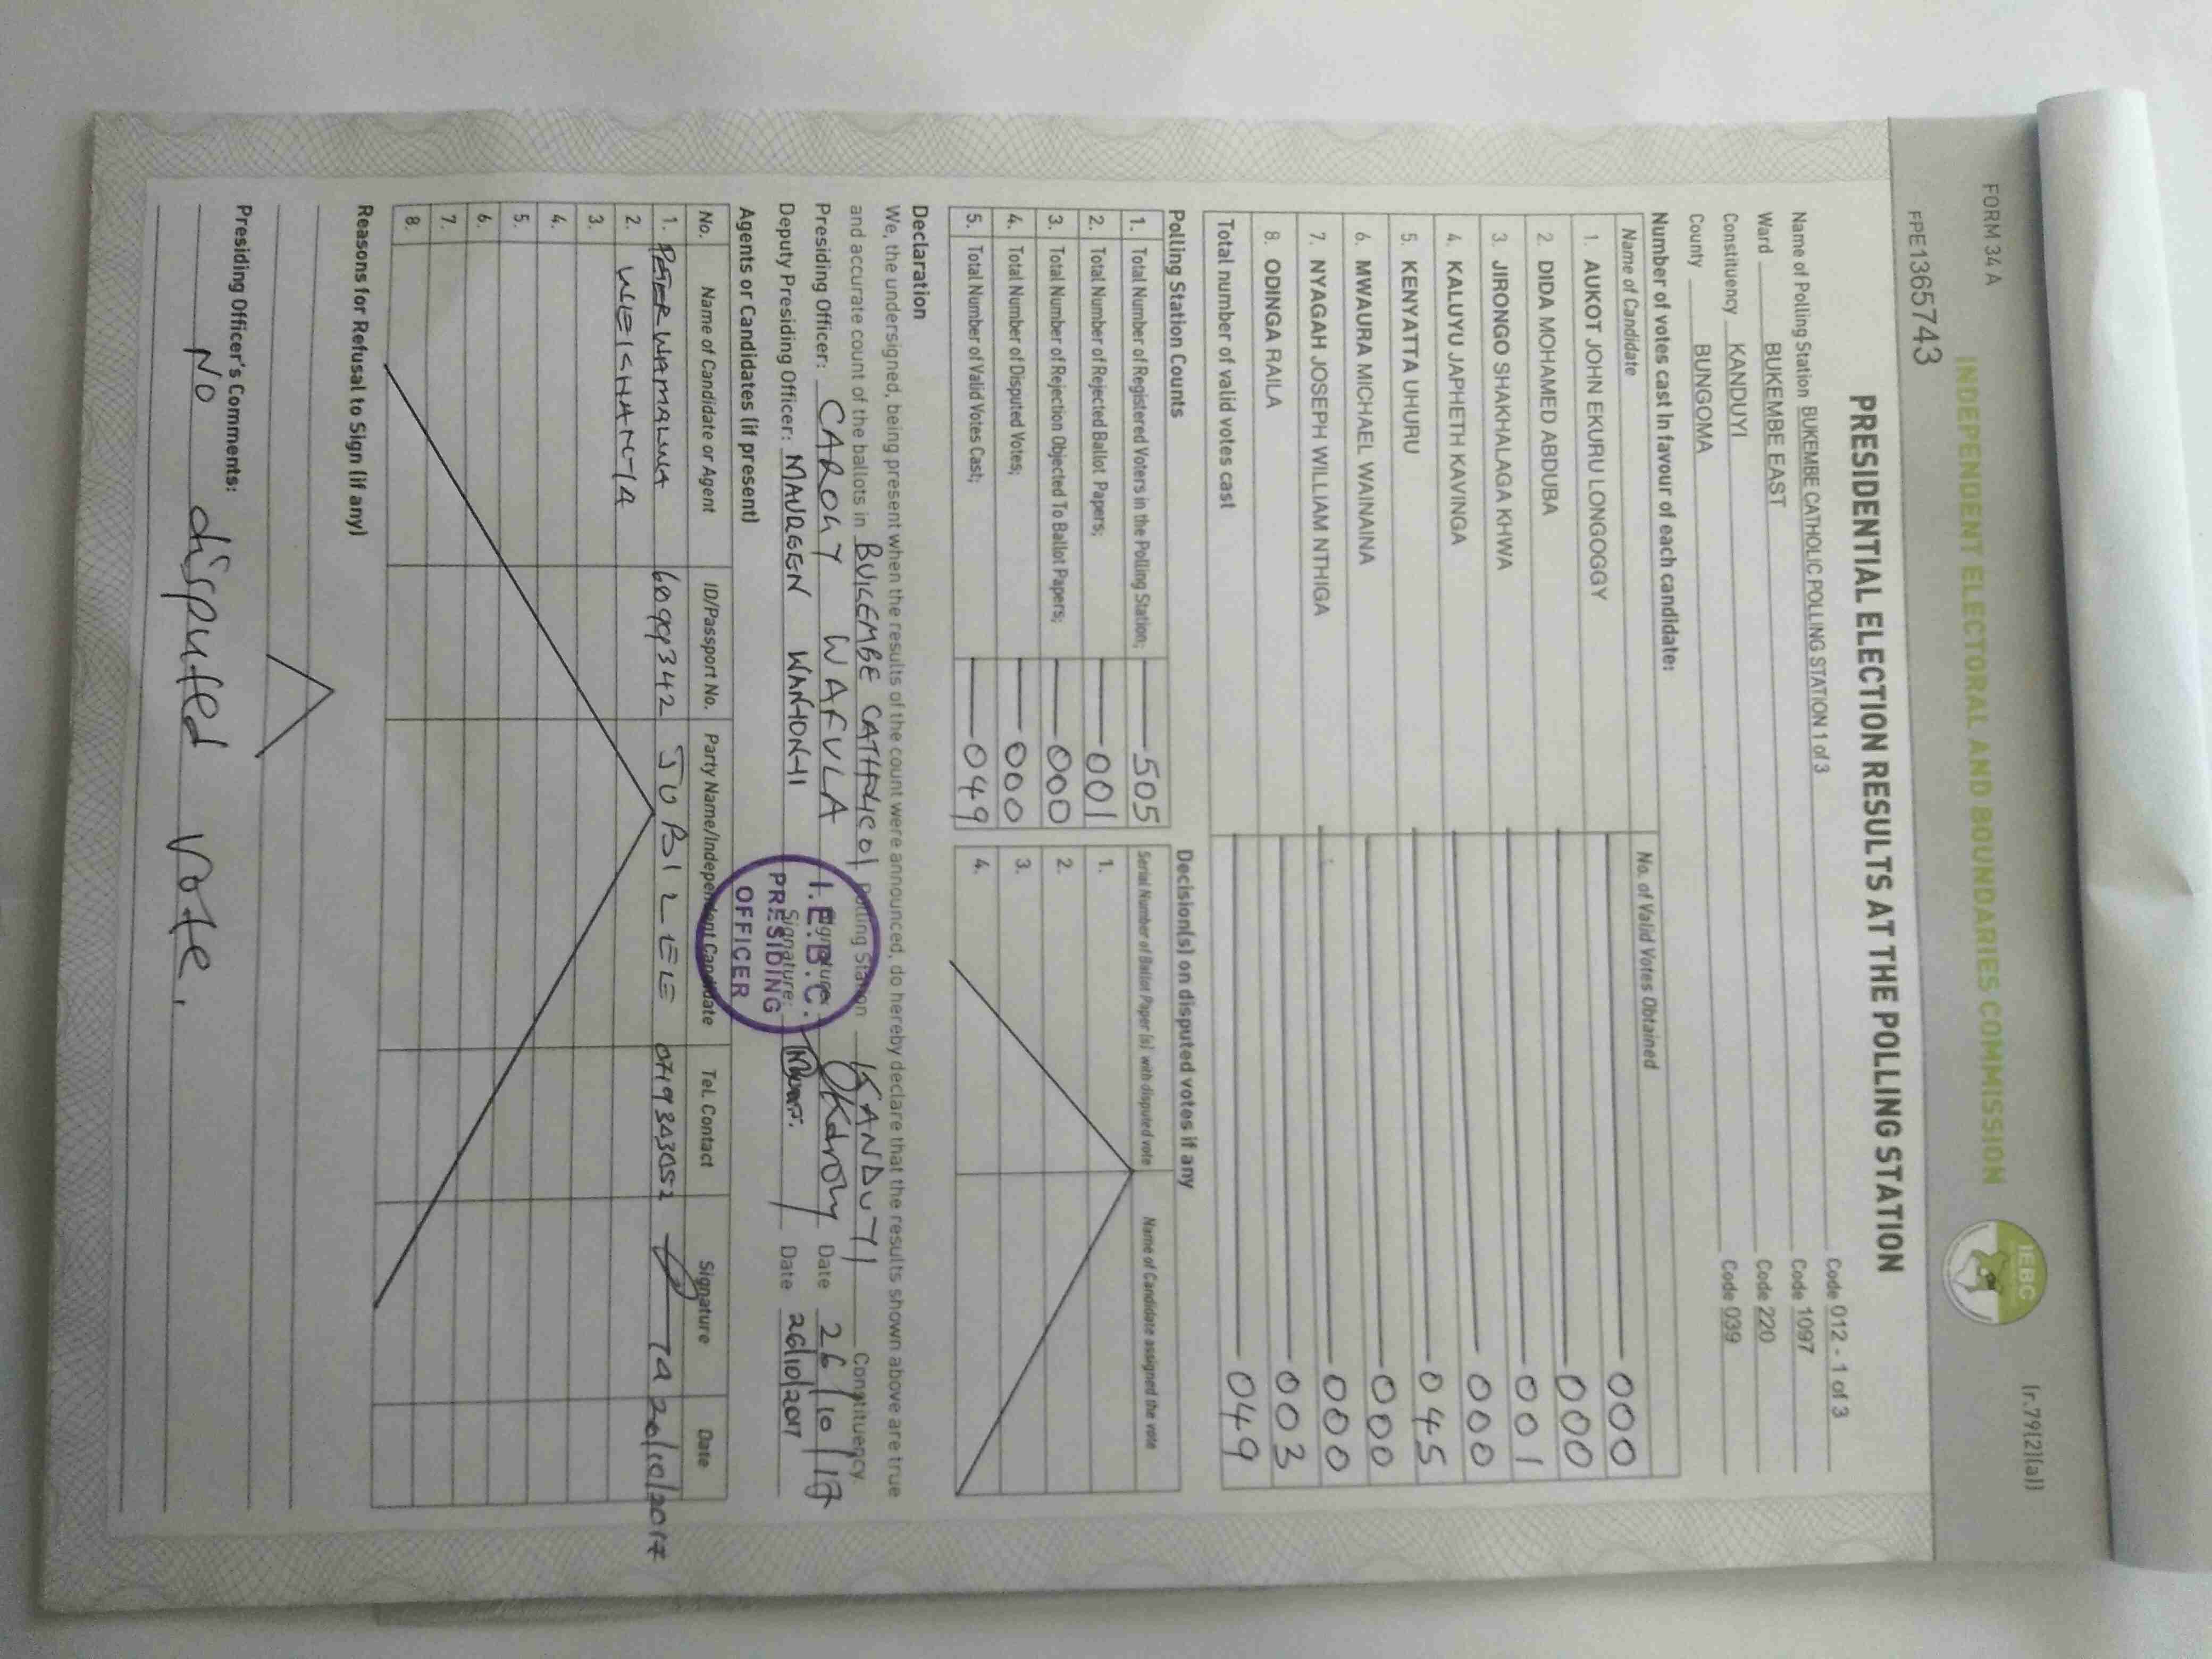 FORM 34 A
(r.79(2)(a))
INDEPENDENT ELECTORAL AND BOUNDARIES COMMISSION
IEBC
FPE1365743
PRESIDENTIAL ELECTION RESULTS AT THE POLLING STATION
Name of Polling Station BUKEMBE CATHOLIC POLLING STATION 1 of 3 Code 012 - 1 of 3
Ward BUKEMBE EAST Code 1097
Constituency KANDUYI Code 220
County BUNGOMA Code 039
Number of votes cast in favour of each candidate:
Name of Candidate No. of Valid Votes Obtained
1. AUKOT JOHN EKURU LONGOGGY 000
2. DIDA MOHAMED ABDUBA 000
3. JIRONGO SHAKHALAGA KHWA 001
4. KALUYU JAPHETH KAVINGA 000
5. KENYATTA UHURU 045
6. MWAURA MICHAEL WAINAINA 000
7. NYAGAH JOSEPH WILLIAM NTHIGA 000
8. ODINGA RAILA 003
Total number of valid votes cast 049
Polling Station Counts
1. Total Number of Registered Voters in the Polling Station; 505
2. Total Number of Rejected Ballot Papers; 001
3. Total Number of Rejection Objected To Ballot Papers; 000
4. Total Number of Disputed Votes; 000
5. Total Number of Valid Votes Cast; 049
Decision(s) on disputed votes if any
Serial Number of Ballot Paper (s) with disputed vote Name of Candidate assigned the vote
1.
2.
3.
4.
Declaration
We, the undersigned, being present when the results of the count were announced, do hereby declare that the results shown above are true
and accurate count of the ballots in BUKEMBE CATHOLIC 01 polling Station KANDUYI Constituency.
Presiding Officer: CAROLY WAFULA Signature: Date 26/10/17
Deputy Presiding Officer: MAUREEN WANJONHI Signature: Date 26/10/2017
I.E.B.C.
PRESIDING
OFFICER
Agents or Candidates (if present)
No. Name of Candidate or Agent ID/Passport No. Party Name/Independent Candidate Tel. Contact Signature Date
1. PETER WAMALWA 6099342 JUBILEE 0719343052 26/10/2017
2. WEKHANYA
3.
4.
5.
6.
7.
8.
Reasons for Refusal to Sign (if any)
Presiding Officer's Comments:
No disputed vote.